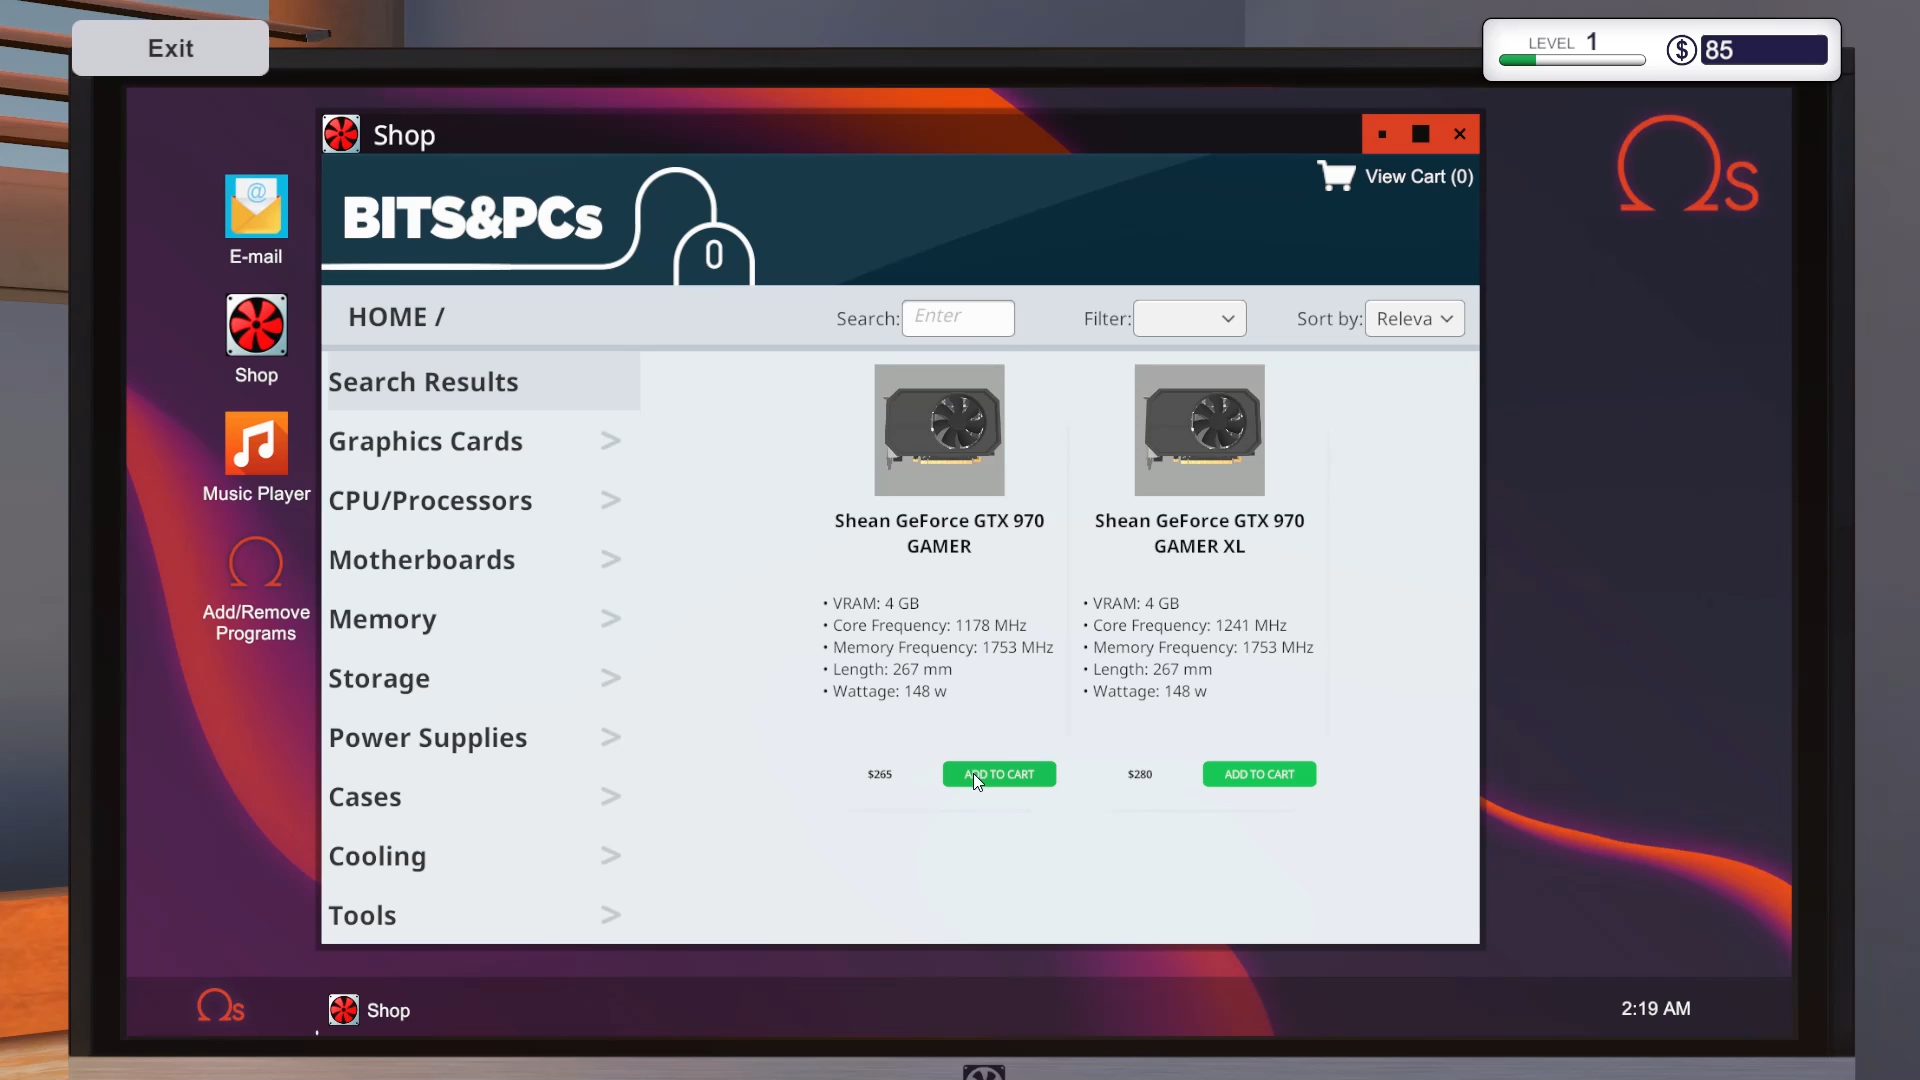 Exit
LEVEL 1
$ 85
Shop
View Cart (0)
BITS&PCs
Ωs
E-mail
Shop
Music Player
Add/Remove
Programs
HOME /
Search: Enter
Filter:
Sort by: Releva
Search Results
Graphics Cards >
CPU/Processors >
Motherboards >
Memory >
Storage >
Power Supplies >
Cases >
Cooling >
Tools >
Shean GeForce GTX 970
GAMER
• VRAM: 4 GB
• Core Frequency: 1178 MHz
• Memory Frequency: 1753 MHz
• Length: 267 mm
• Wattage: 148 w
$265 ADD TO CART
Shean GeForce GTX 970
GAMER XL
• VRAM: 4 GB
• Core Frequency: 1241 MHz
• Memory Frequency: 1753 MHz
• Length: 267 mm
• Wattage: 148 w
$280 ADD TO CART
Ωs
Shop
2:19 AM